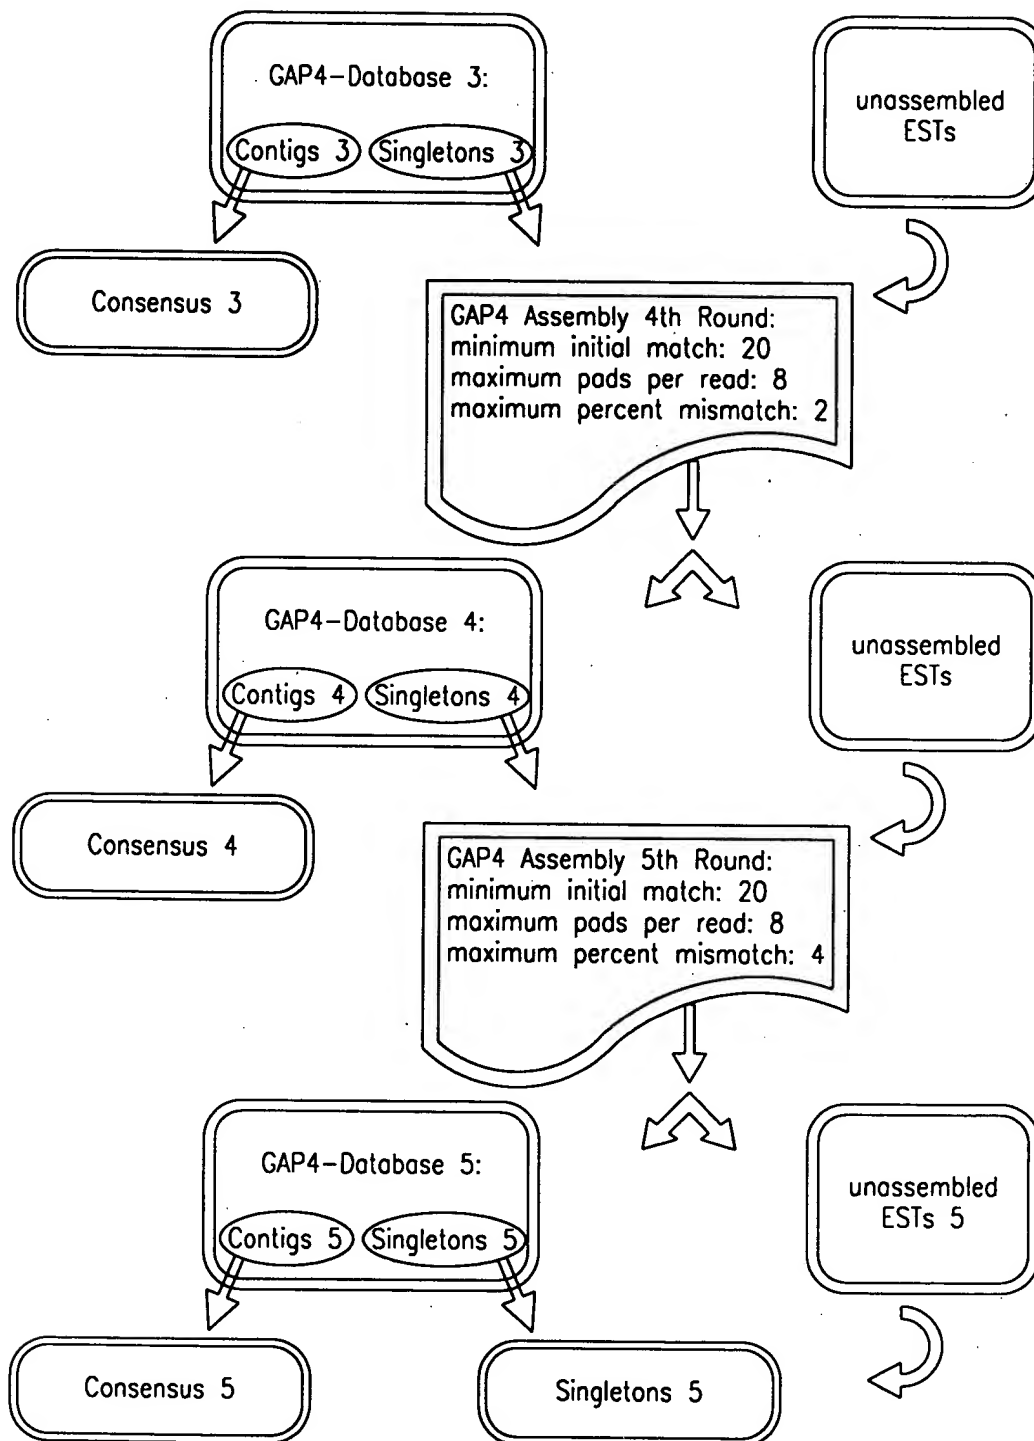 GAP4-Database 3:
Contigs 3
Singletons 3
unassembled
ESTs
Consensus 3
GAP4 Assembly 4th Round:
minimum initial match: 20
maximum pads per read: 8
maximum percent mismatch: 2
GAP4-Database 4:
Contigs 4
Singletons 4
unassembled
ESTs
Consensus 4
GAP4 Assembly 5th Round:
minimum initial match: 20
maximum pads per read: 8
maximum percent mismatch: 4
GAP4-Database 5:
Contigs 5
Singletons 5
unassembled
ESTs 5
Consensus 5
Singletons 5